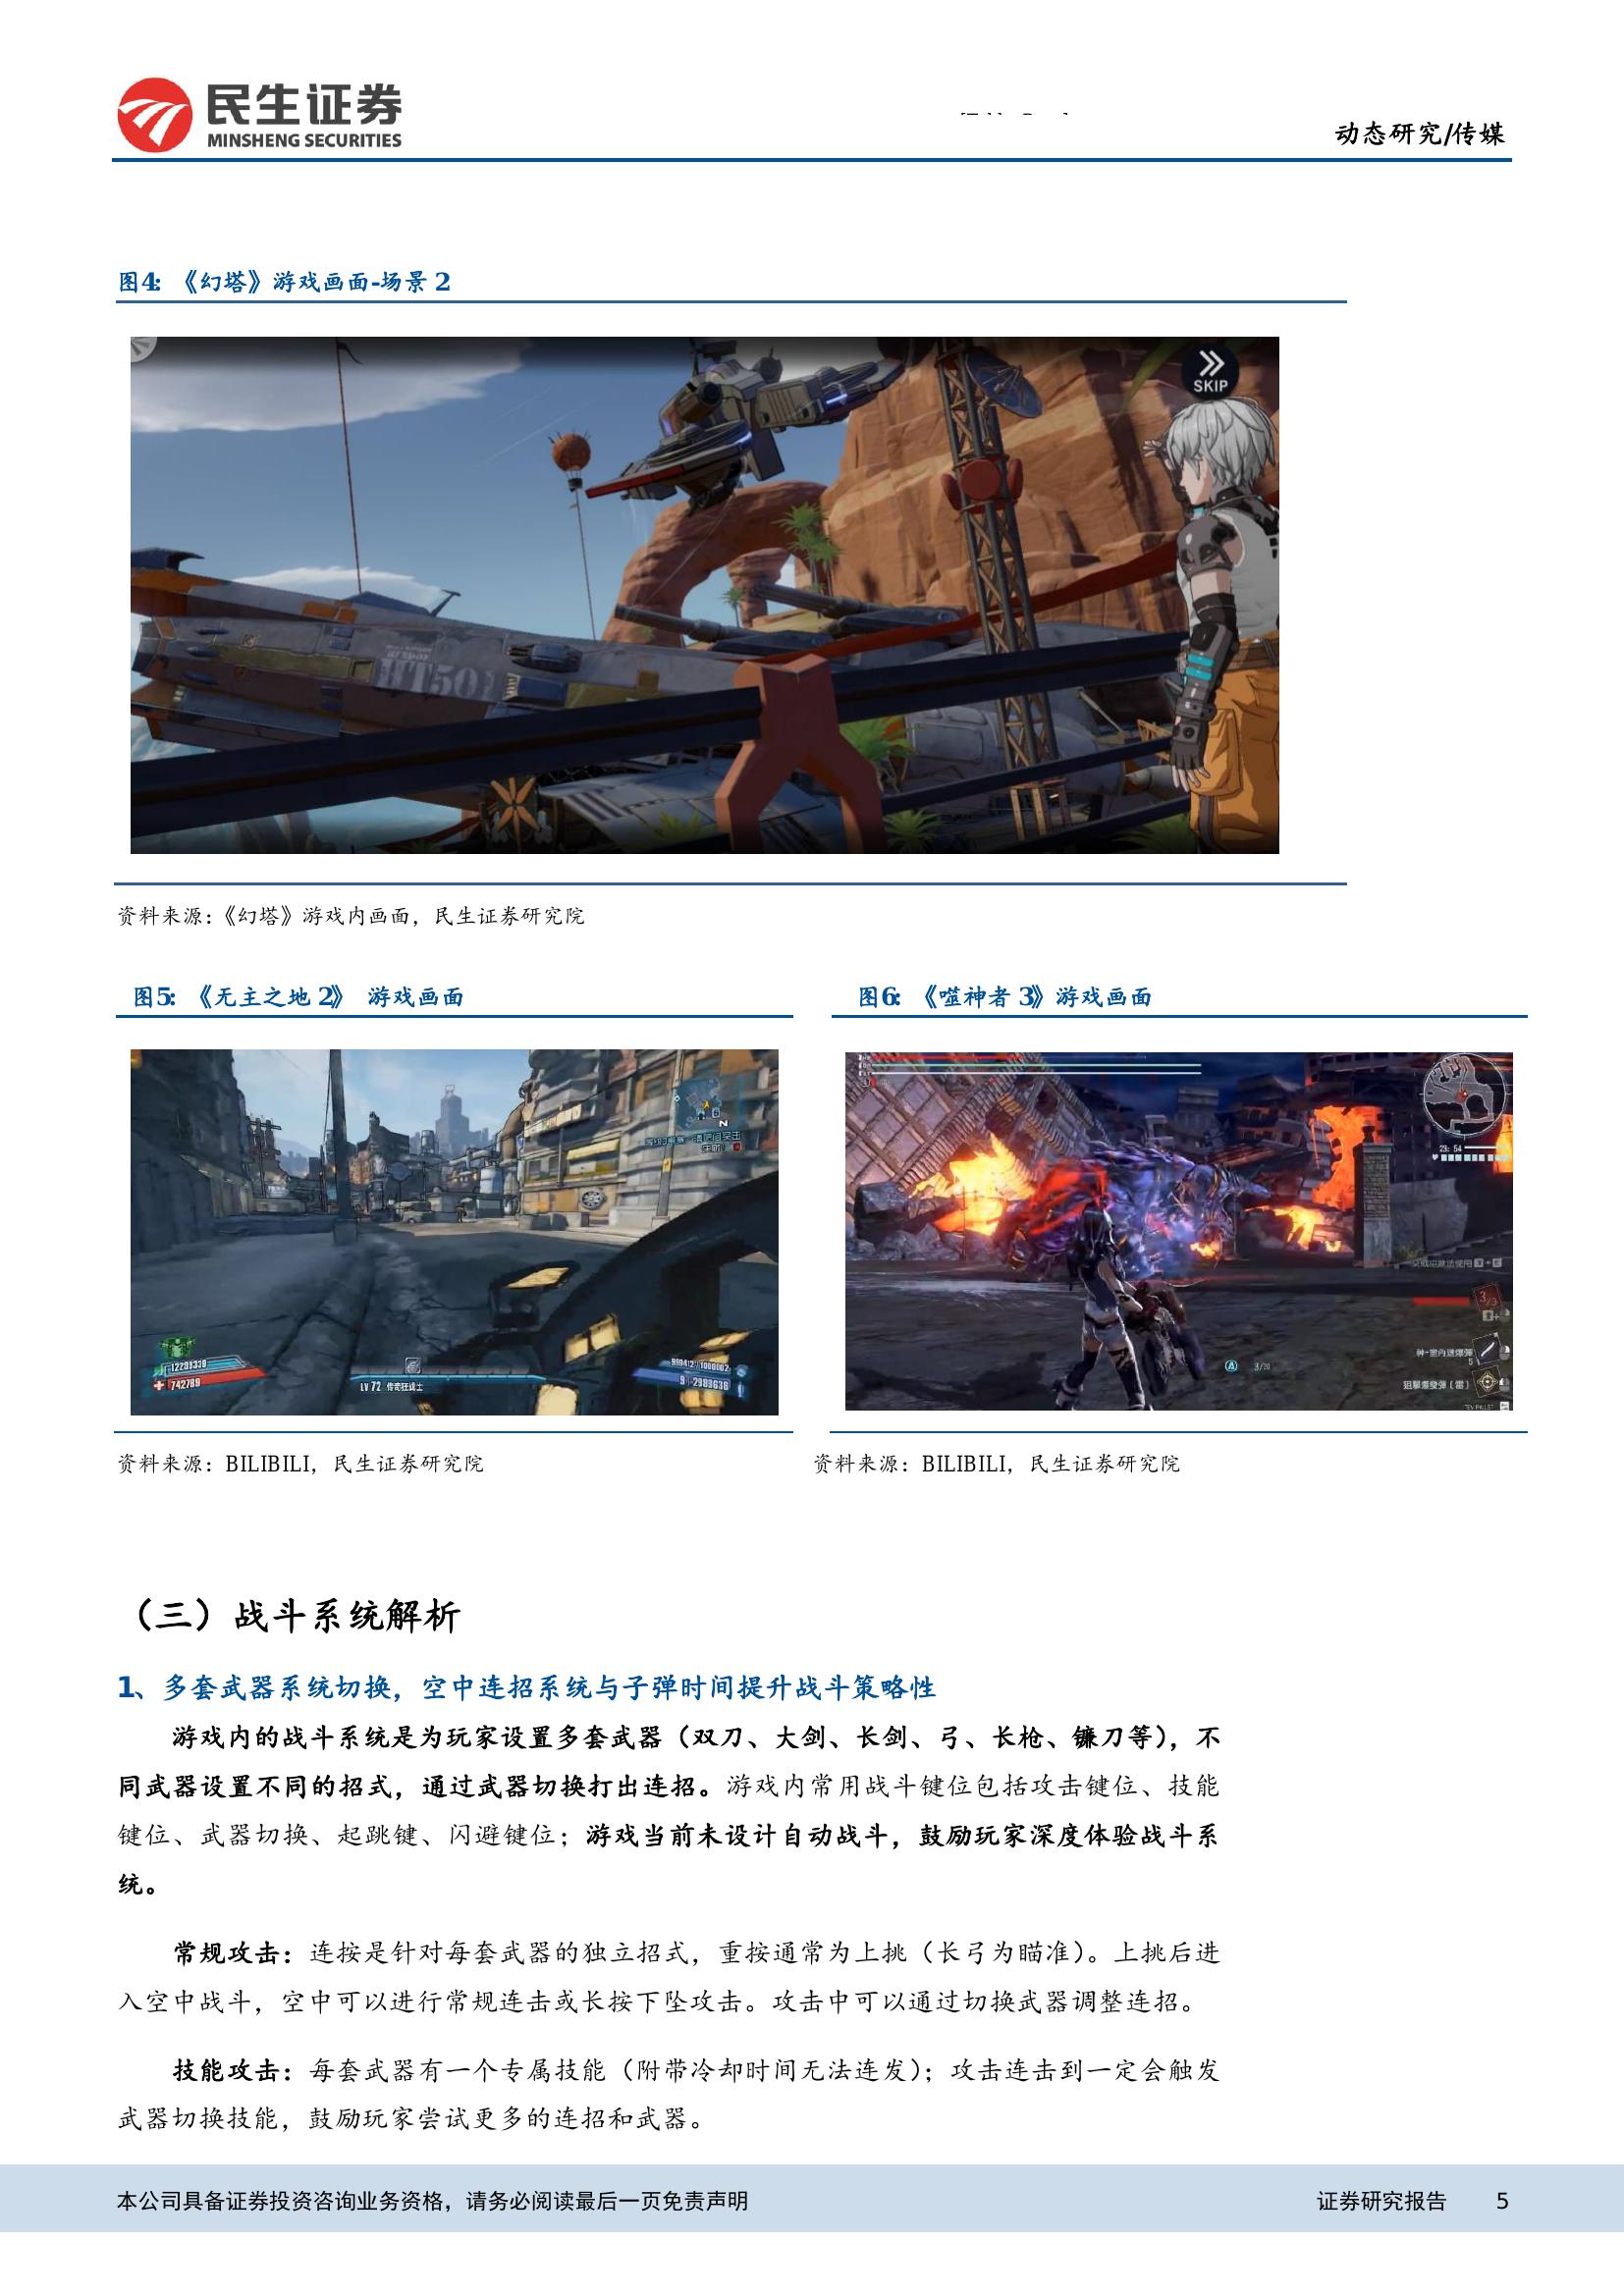 民生证券
MINSHENG SECURITIES
动态研究/传媒
图4：《幻塔》游戏画面-场景 2
SKIP
HT501
资料来源：《幻塔》游戏内画面，民生证券研究院
图5：《无主之地 2》 游戏画面
图6：《噬神者 3》游戏画面
N
12293339
742789
LV 72 传奇狂战士
23:54
3/3
3/20
5
资料来源：BILIBILI，民生证券研究院
资料来源：BILIBILI，民生证券研究院
（三）战斗系统解析
1、多套武器系统切换，空中连招系统与子弹时间提升战斗策略性
游戏内的战斗系统是为玩家设置多套武器（双刀、大剑、长剑、弓、长枪、镰刀等），不
同武器设置不同的招式，通过武器切换打出连招。游戏内常用战斗键位包括攻击键位、技能
键位、武器切换、起跳键、闪避键位；游戏当前未设计自动战斗，鼓励玩家深度体验战斗系
统。
常规攻击：连按是针对每套武器的独立招式，重按通常为上挑（长弓为瞄准）。上挑后进
入空中战斗，空中可以进行常规连击或长按下坠攻击。攻击中可以通过切换武器调整连招。
技能攻击：每套武器有一个专属技能（附带冷却时间无法连发）；攻击连击到一定会触发
武器切换技能，鼓励玩家尝试更多的连招和武器。
本公司具备证券投资咨询业务资格，请务必阅读最后一页免责声明
证券研究报告 5